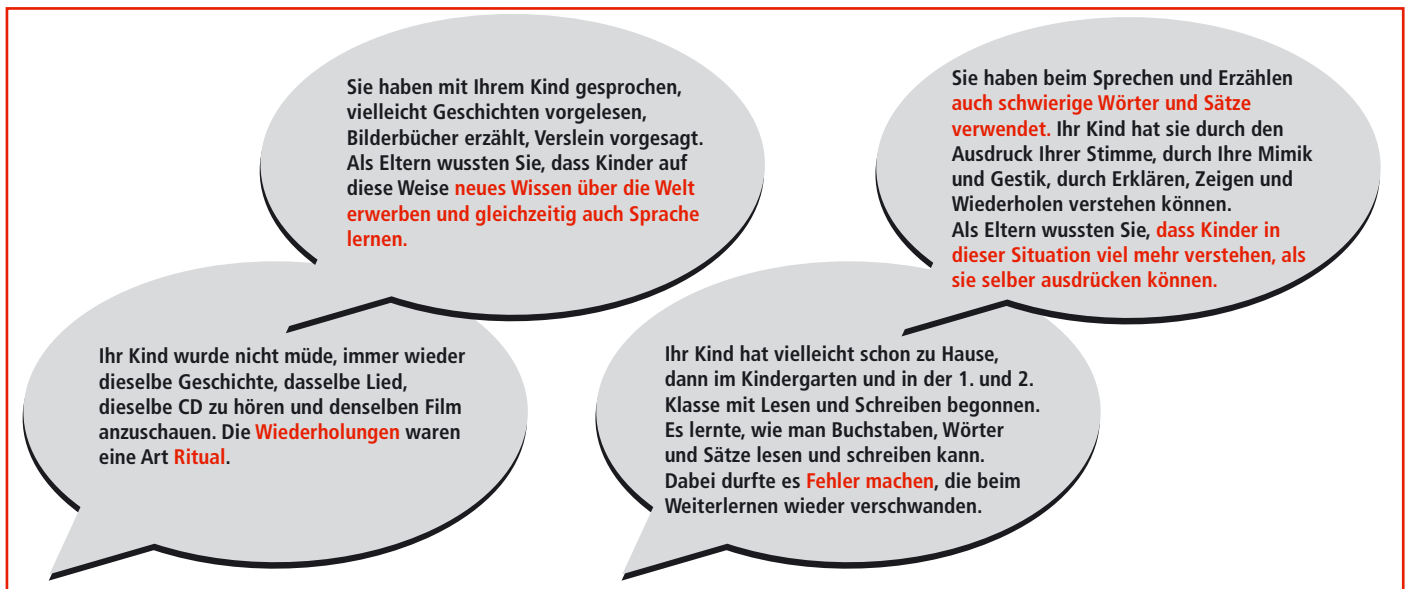 Sie haben mit Ihrem Kind gesprochen,
vielleicht Geschichten vorgelesen,
Bilderbücher erzählt, Verslein vorgesagt.
Als Eltern wussten Sie, dass Kinder auf
diese Weise neues Wissen über die Welt
erwerben und gleichzeitig auch Sprache
lernen.
Sie haben beim Sprechen und Erzählen
auch schwierige Wörter und Sätze
verwendet. Ihr Kind hat sie durch den
Ausdruck Ihrer Stimme, durch Ihre Mimik
und Gestik, durch Erklären, Zeigen und
Wiederholen verstehen können.
Als Eltern wussten Sie, dass Kinder in
dieser Situation viel mehr verstehen, als
sie selber ausdrücken können.
Ihr Kind wurde nicht müde, immer wieder
dieselbe Geschichte, dasselbe Lied,
dieselbe CD zu hören und denselben Film
anzuschauen. Die Wiederholungen waren
eine Art Ritual.
Ihr Kind hat vielleicht schon zu Hause,
dann im Kindergarten und in der 1. und 2.
Klasse mit Lesen und Schreiben begonnen.
Es lernte, wie man Buchstaben, Wörter
und Sätze lesen und schreiben kann.
Dabei durfte es Fehler machen, die beim
Weiterlernen wieder verschwanden.